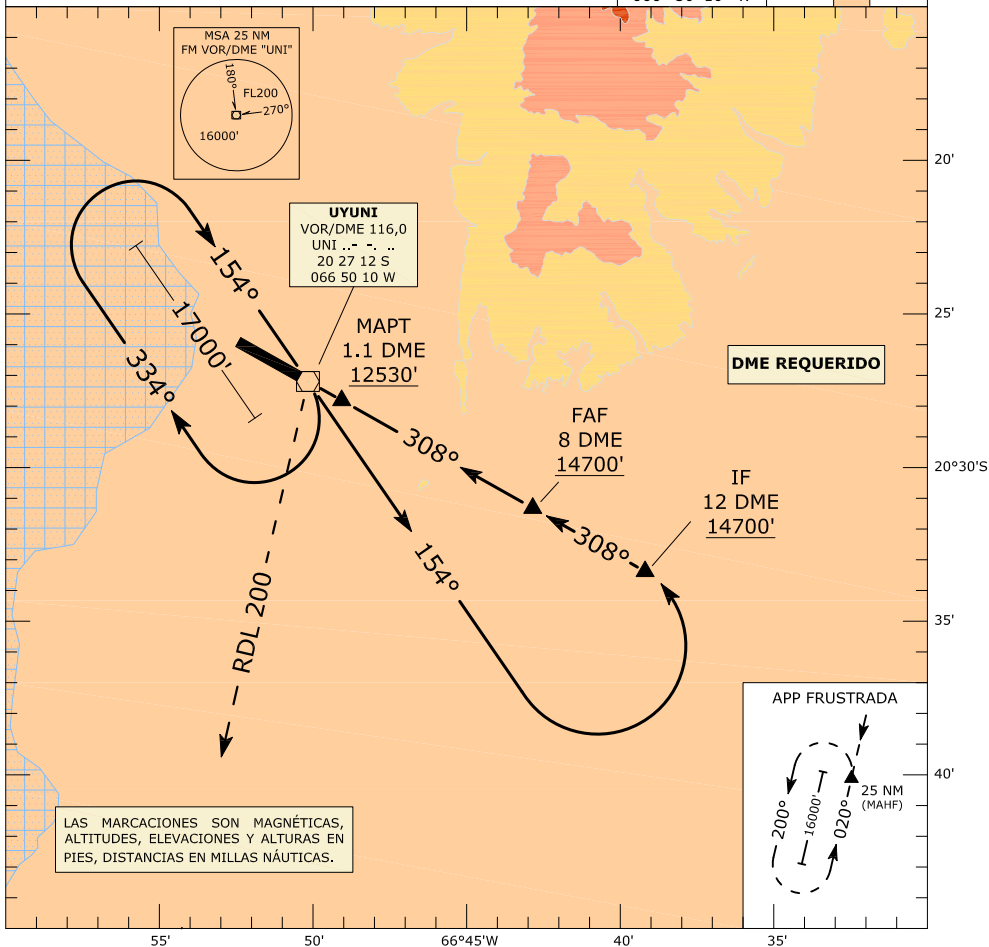 MSA 25 NM
FM VOR/DME "UNI"
180°
FL200
270°
16000'
20'
UYUNI
VOR/DME 116,0
UNI ..- -. ..
20 27 12 S
066 50 10 W
154°
17000'
334°
25'
MAPT
1.1 DME
12530'
DME REQUERIDO
308°
FAF
8 DME
14700'
20°30'S
IF
12 DME
14700'
308°
154°
RDL 200
35'
APP FRUSTRADA
40'
25 NM
(MAHF)
200°
16000'
020°
LAS MARCACIONES SON MAGNÉTICAS,
ALTITUDES, ELEVACIONES Y ALTURAS EN
PIES, DISTANCIAS EN MILLAS NÁUTICAS.
55'
50'
66°45'W
40'
35'